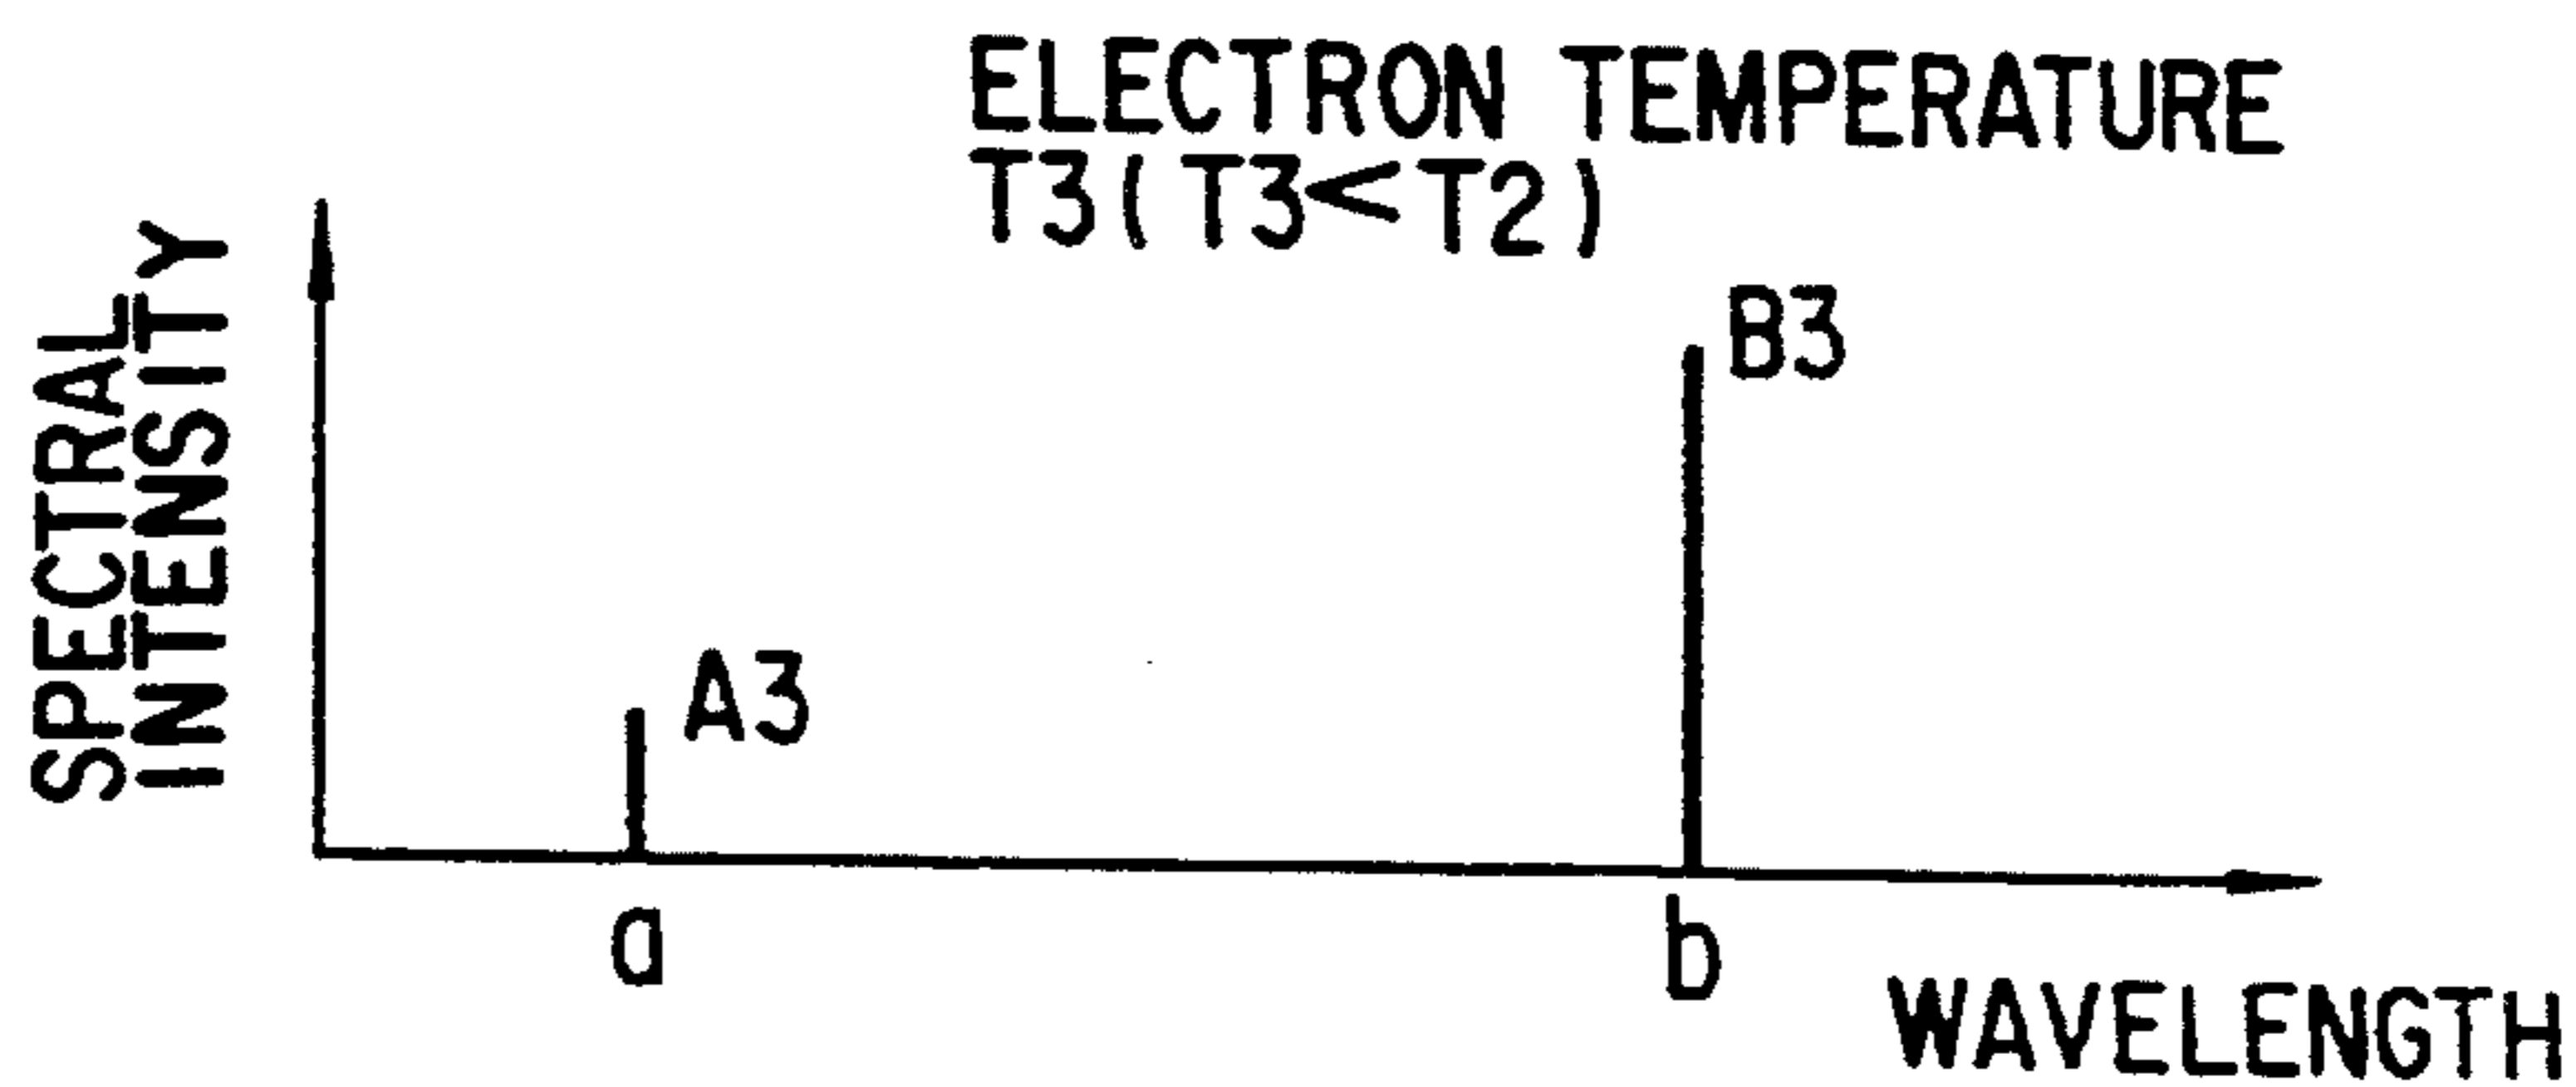 ELECTRON TEMPERATURE
T3(T3<T2)
SPECTRAL
INTENSITY
B3
A3
a
b
WAVELENGTH